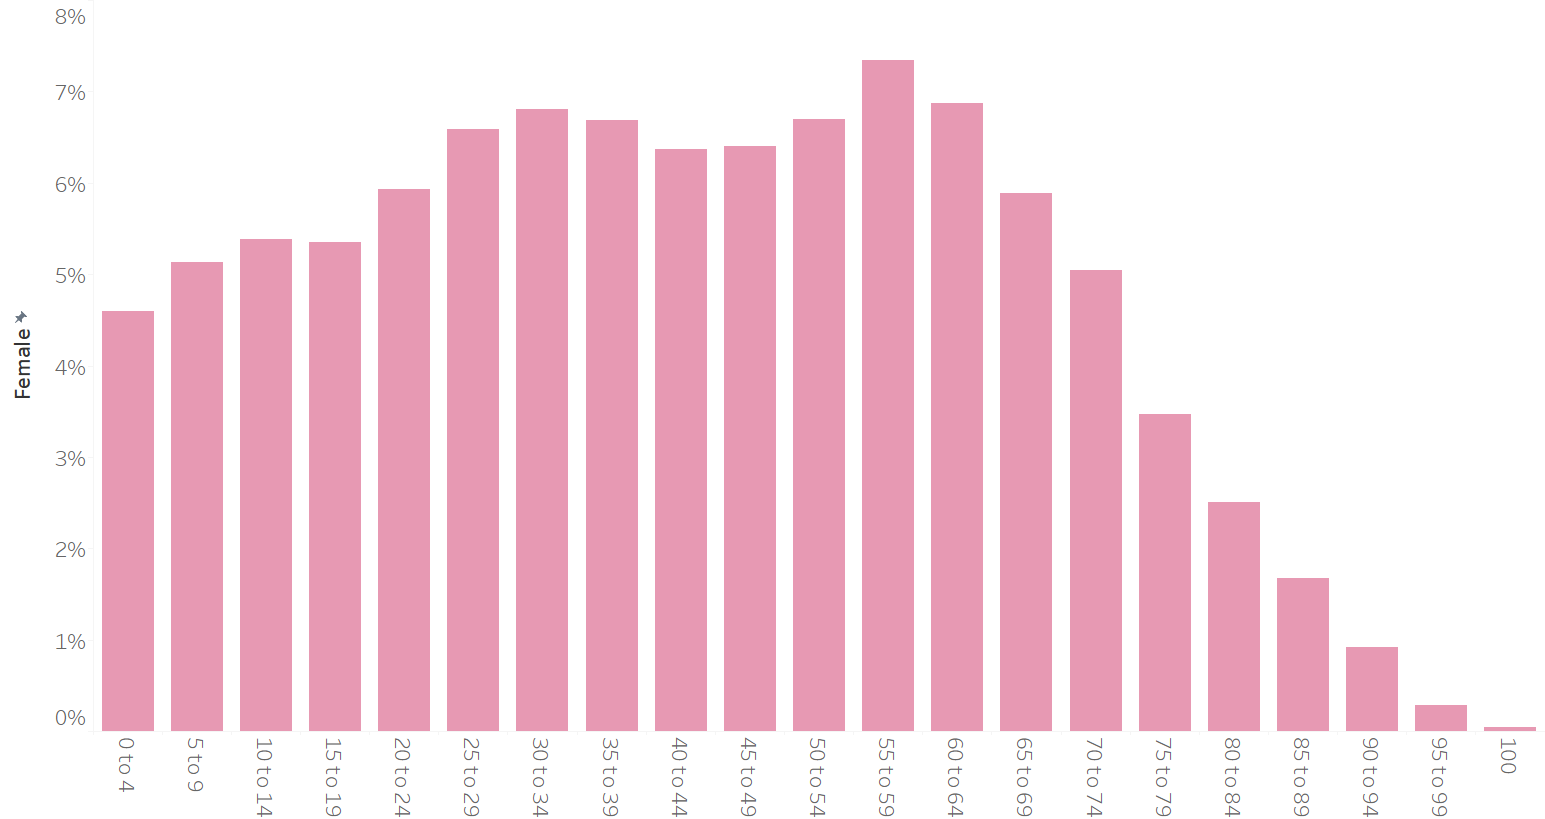 8%
7%
6%
5%
4%
3%
2%
1%
0%
Female
0 to 4
5 to 9
10 to 14
15 to 19
20 to 24
25 to 29
30 to 34
35 to 39
40 to 44
45 to 49
50 to 54
55 to 59
60 to 64
65 to 69
70 to 74
75 to 79
80 to 84
85 to 89
90 to 94
95 to 99
100